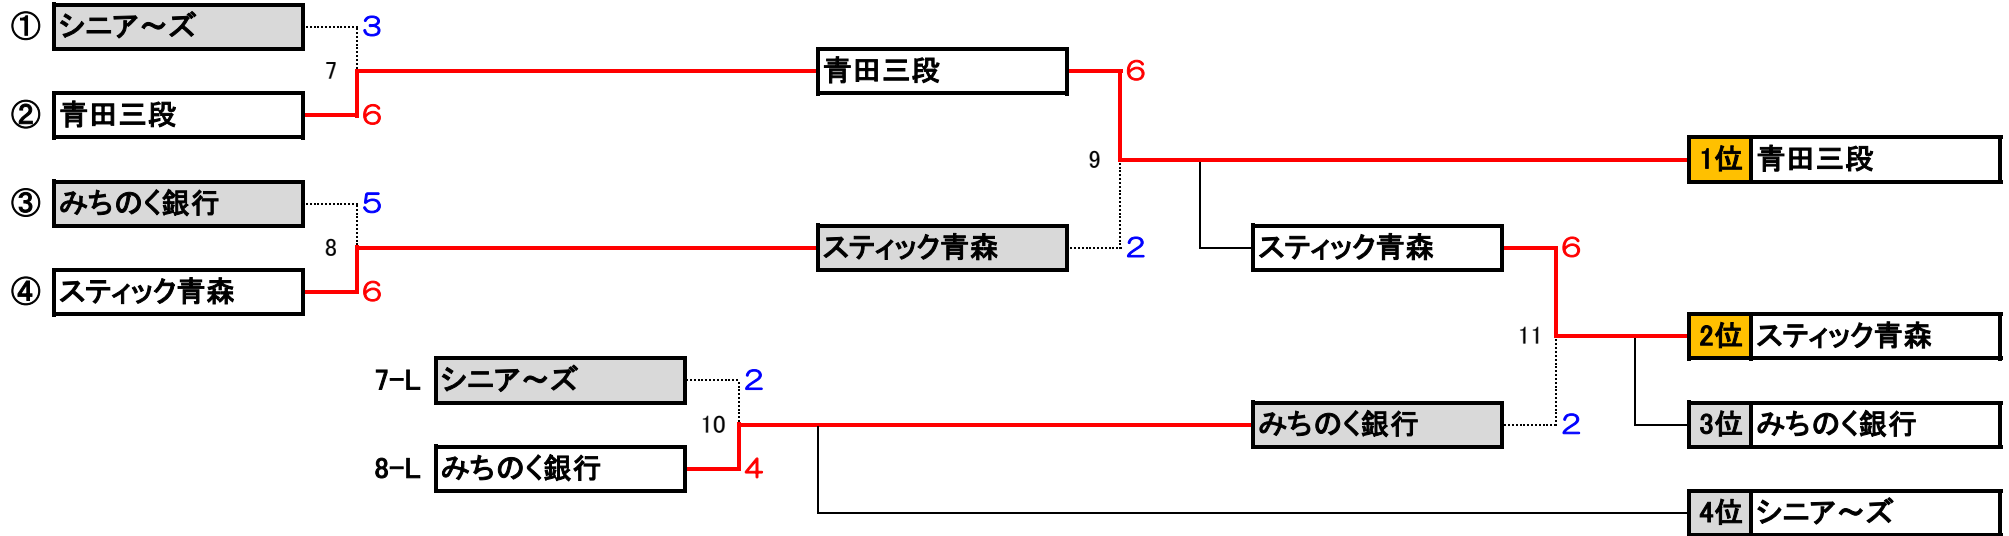 ① シニア～ズ 3
7 青田三段 6
② 青田三段 6
9 1位 青田三段
③ みちのく銀行 5
8 スティック青森 2 スティック青森 6
④ スティック青森 6
11 2位 スティック青森
7-L シニア～ズ 2
10 みちのく銀行 2 3位 みちのく銀行
8-L みちのく銀行 4
4位 シニア～ズ